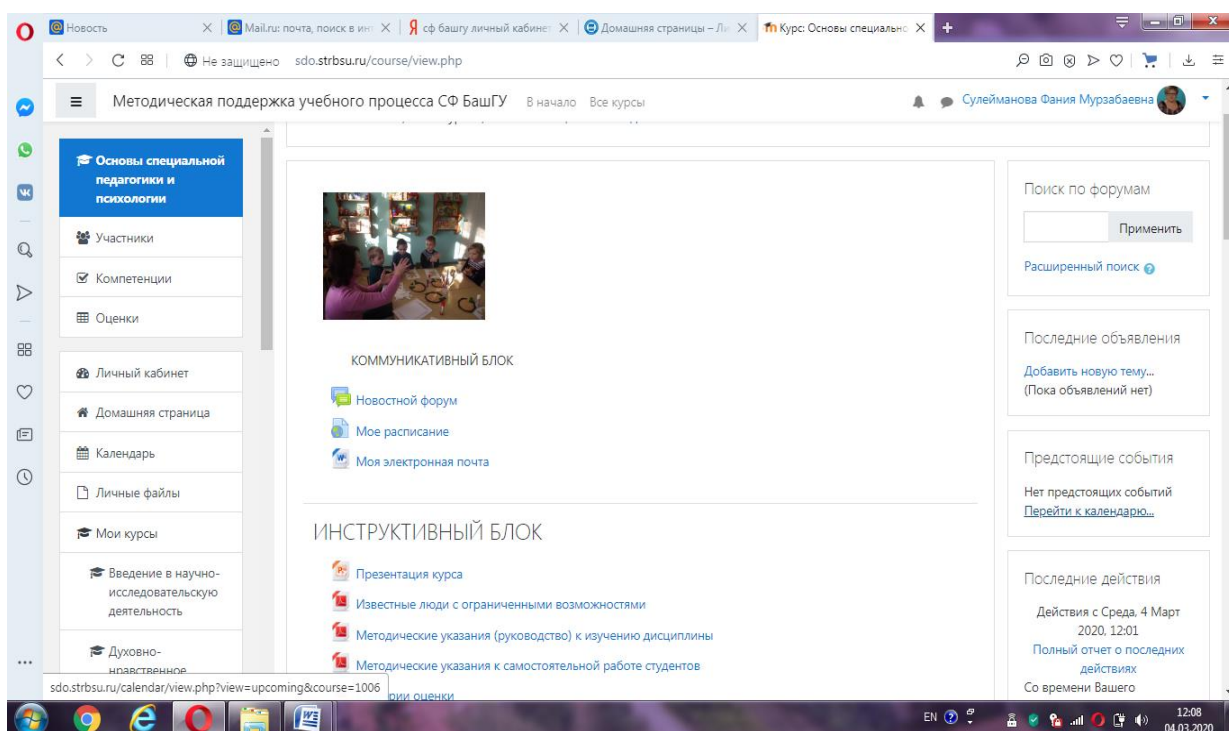 Новость
Mail.ru: почта, поиск в инт
сф башгу личный кабинет
Домашняя страницы – Ли
Курс: Основы специально
Не защищено sdo.strbsu.ru/course/view.php
Методическая поддержка учебного процесса СФ БашГУ В начало Все курсы
Сулейманова Фания Мурзабаевна
Основы специальной
педагогики и
психологии
Участники
Компетенции
Оценки
Личный кабинет
Домашняя страница
Календарь
Личные файлы
Мои курсы
Введение в научно-
исследовательскую
деятельность
Духовно-
нравственное
КОММУНИКАТИВНЫЙ БЛОК
Новостной форум
Мое расписание
Моя электронная почта
ИНСТРУКТИВНЫЙ БЛОК
Презентация курса
Известные люди с ограниченными возможностями
Методические указания (руководство) к изучению дисциплины
Методические указания к самостоятельной работе студентов
рии оценки
Поиск по форумам
Применить
Расширенный поиск
Последние объявления
Добавить новую тему...
(Пока объявлений нет)
Предстоящие события
Нет предстоящих событий
Перейти к календарю...
Последние действия
Действия с Среда, 4 Март
2020, 12:01
Полный отчет о последних
действиях
Со времени Вашего
sdo.strbsu.ru/calendar/view.php?view=upcoming&course=1006
EN
12:08
04.03.2020